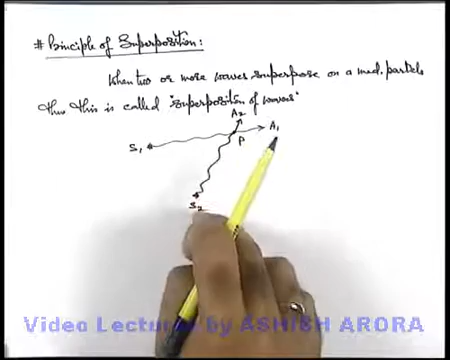 # Principle of Superposition:
When two or more waves superpose on a med. particle
thus this is called "superposition of waves"
A2
A1
S1
P
S2
Video Lectures by ASHISH ARORA